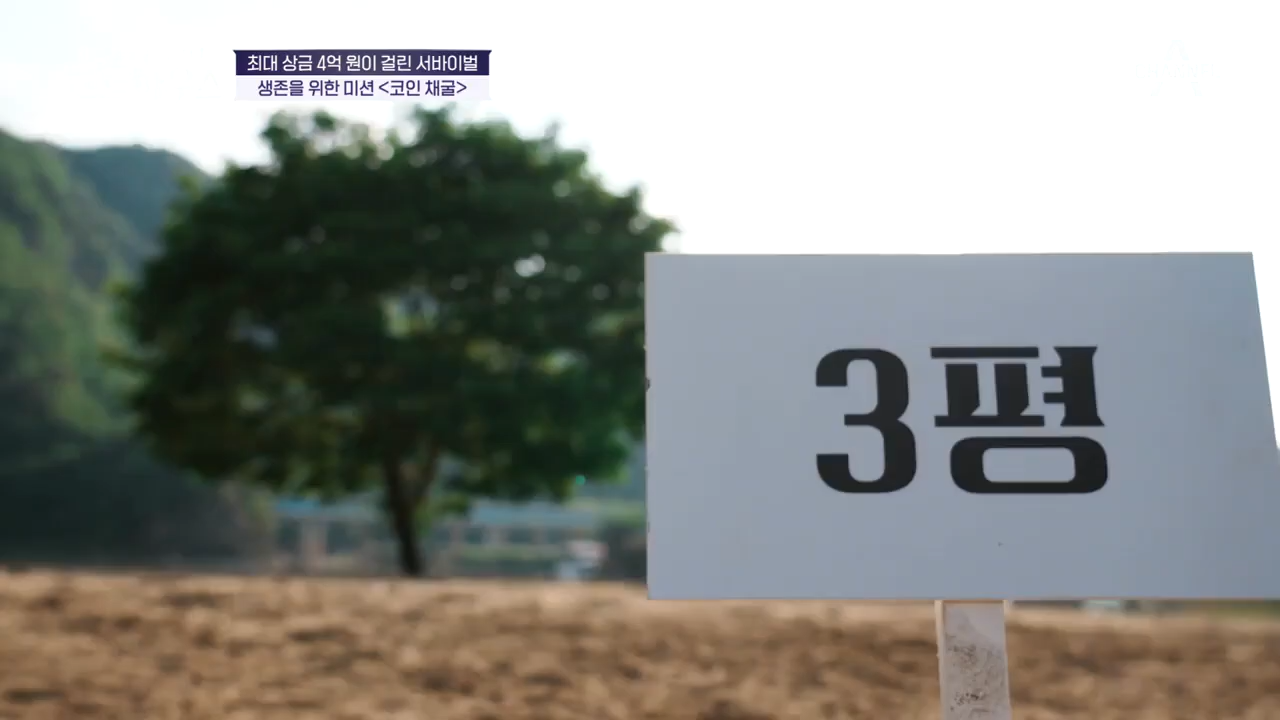 최대 상금 4억 원이 걸린 서바이벌
생존을 위한 미션 <코인 채굴>
3평